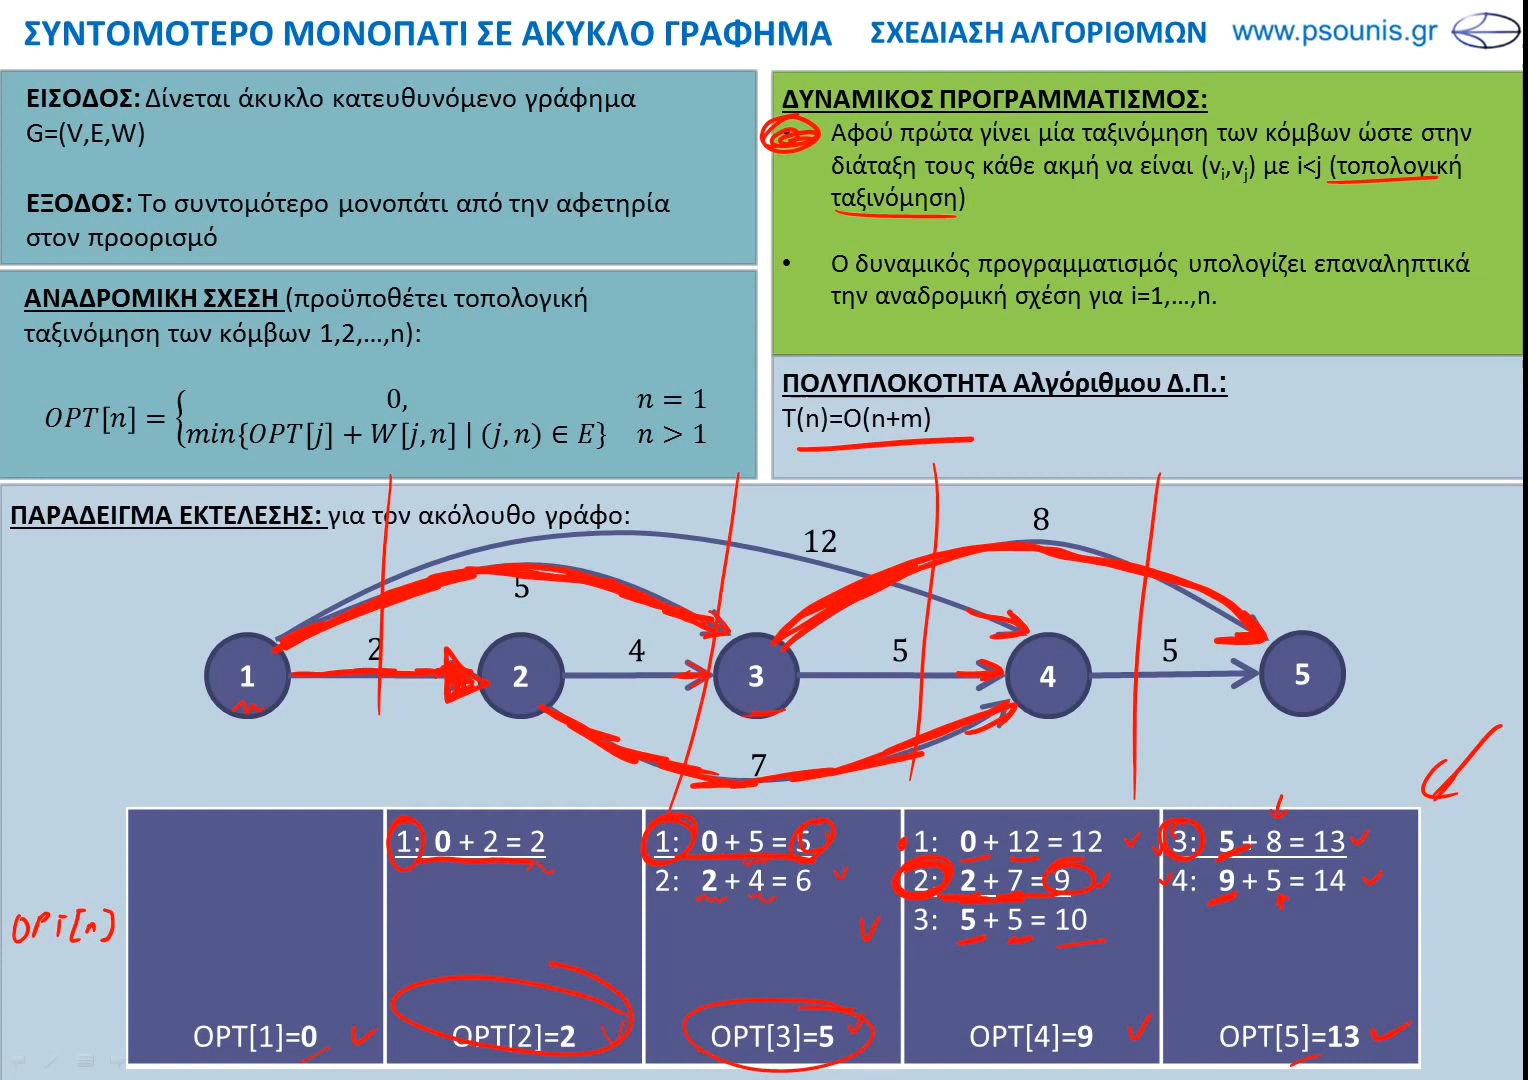 ΣΥΝΤΟΜΟΤΕΡΟ ΜΟΝΟΠΑΤΙ ΣΕ ΑΚΥΚΛΟ ΓΡΑΦΗΜΑ ΣΧΕΔΙΑΣΗ ΑΛΓΟΡΙΘΜΩΝ www.psounis.gr
ΕΙΣΟΔΟΣ: Δίνεται άκυκλο κατευθυνόμενο γράφημα
G=(V,E,W)
ΕΞΟΔΟΣ: Το συντομότερο μονοπάτι από την αφετηρία
στον προορισμό
ΑΝΑΔΡΟΜΙΚΗ ΣΧΕΣΗ (προϋποθέτει τοπολογική
ταξινόμηση των κόμβων 1,2,...,n):
OPT[n] = { 0, n = 1
min{OPT[j] + W[j,n] | (j,n) ∈ E} n > 1
ΔΥΝΑΜΙΚΟΣ ΠΡΟΓΡΑΜΜΑΤΙΣΜΟΣ:
Αφού πρώτα γίνει μία ταξινόμηση των κόμβων ώστε στην
διάταξη τους κάθε ακμή να είναι (vi,vj) με i<j (τοπολογική
ταξινόμηση)
• Ο δυναμικός προγραμματισμός υπολογίζει επαναληπτικά
την αναδρομική σχέση για i=1,...,n.
ΠΟΛΥΠΛΟΚΟΤΗΤΑ Αλγόριθμου Δ.Π.:
T(n)=O(n+m)
ΠΑΡΑΔΕΙΓΜΑ ΕΚΤΕΛΕΣΗΣ: για τον ακόλουθο γράφο:
8
12
5
2 4 5 5
1 2 3 4 5
7
1: 0 + 2 = 2
1: 0 + 5 = 5
2: 2 + 4 = 6
1: 0 + 12 = 12
2: 2 + 7 = 9
3: 5 + 5 = 10
3: 5 + 8 = 13
4: 9 + 5 = 14
OPT[n]
OPT[1]=0 OPT[2]=2 OPT[3]=5 OPT[4]=9 OPT[5]=13